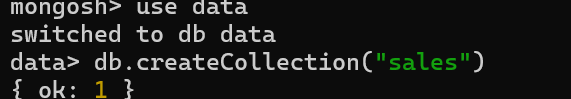 mongosh> use data
switched to db data
data> db.createCollection("sales")
{ ok: 1 }